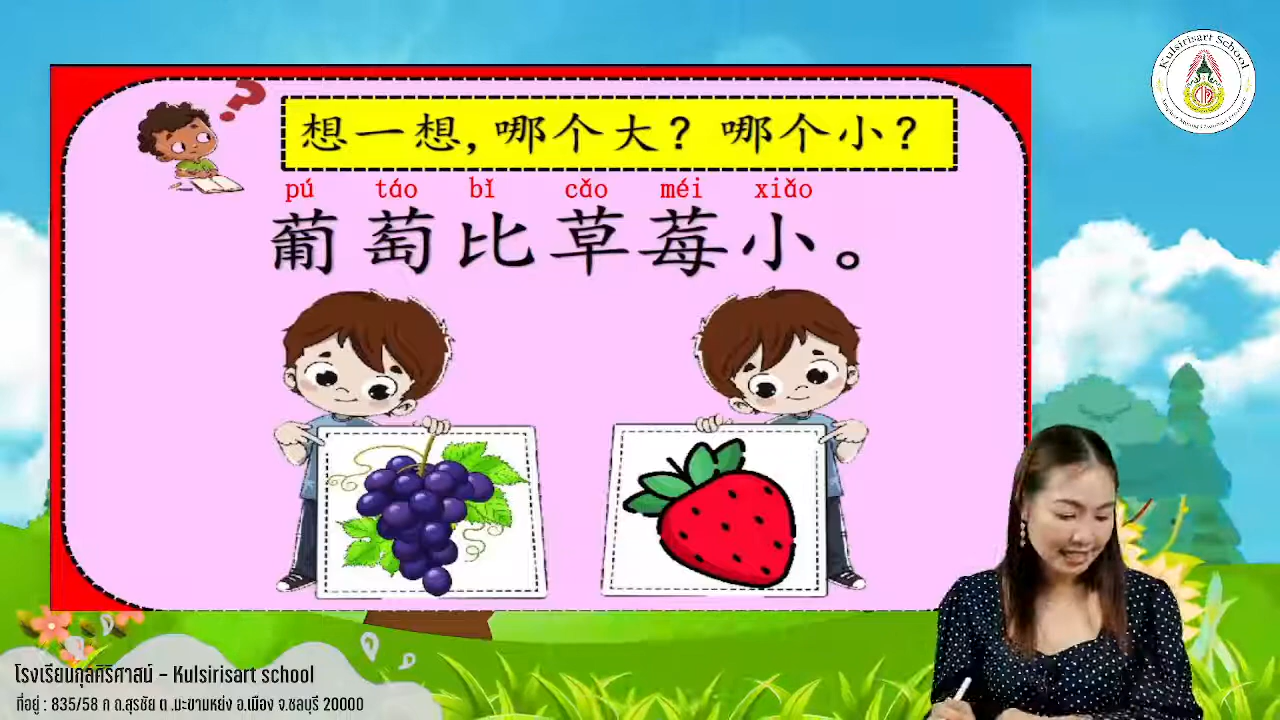 想一想,哪个大？哪个小？
pú táo bǐ cǎo méi xiǎo
葡萄比草莓小。
Kulsirisart School
โรงเรียนกุลศิริศาสน์ - Kulsirisart school
ที่อยู่ : 835/58 ก ถ.สุรชัย ต .มะขามหย่ง อ.เมือง จ.ชลบุรี 20000